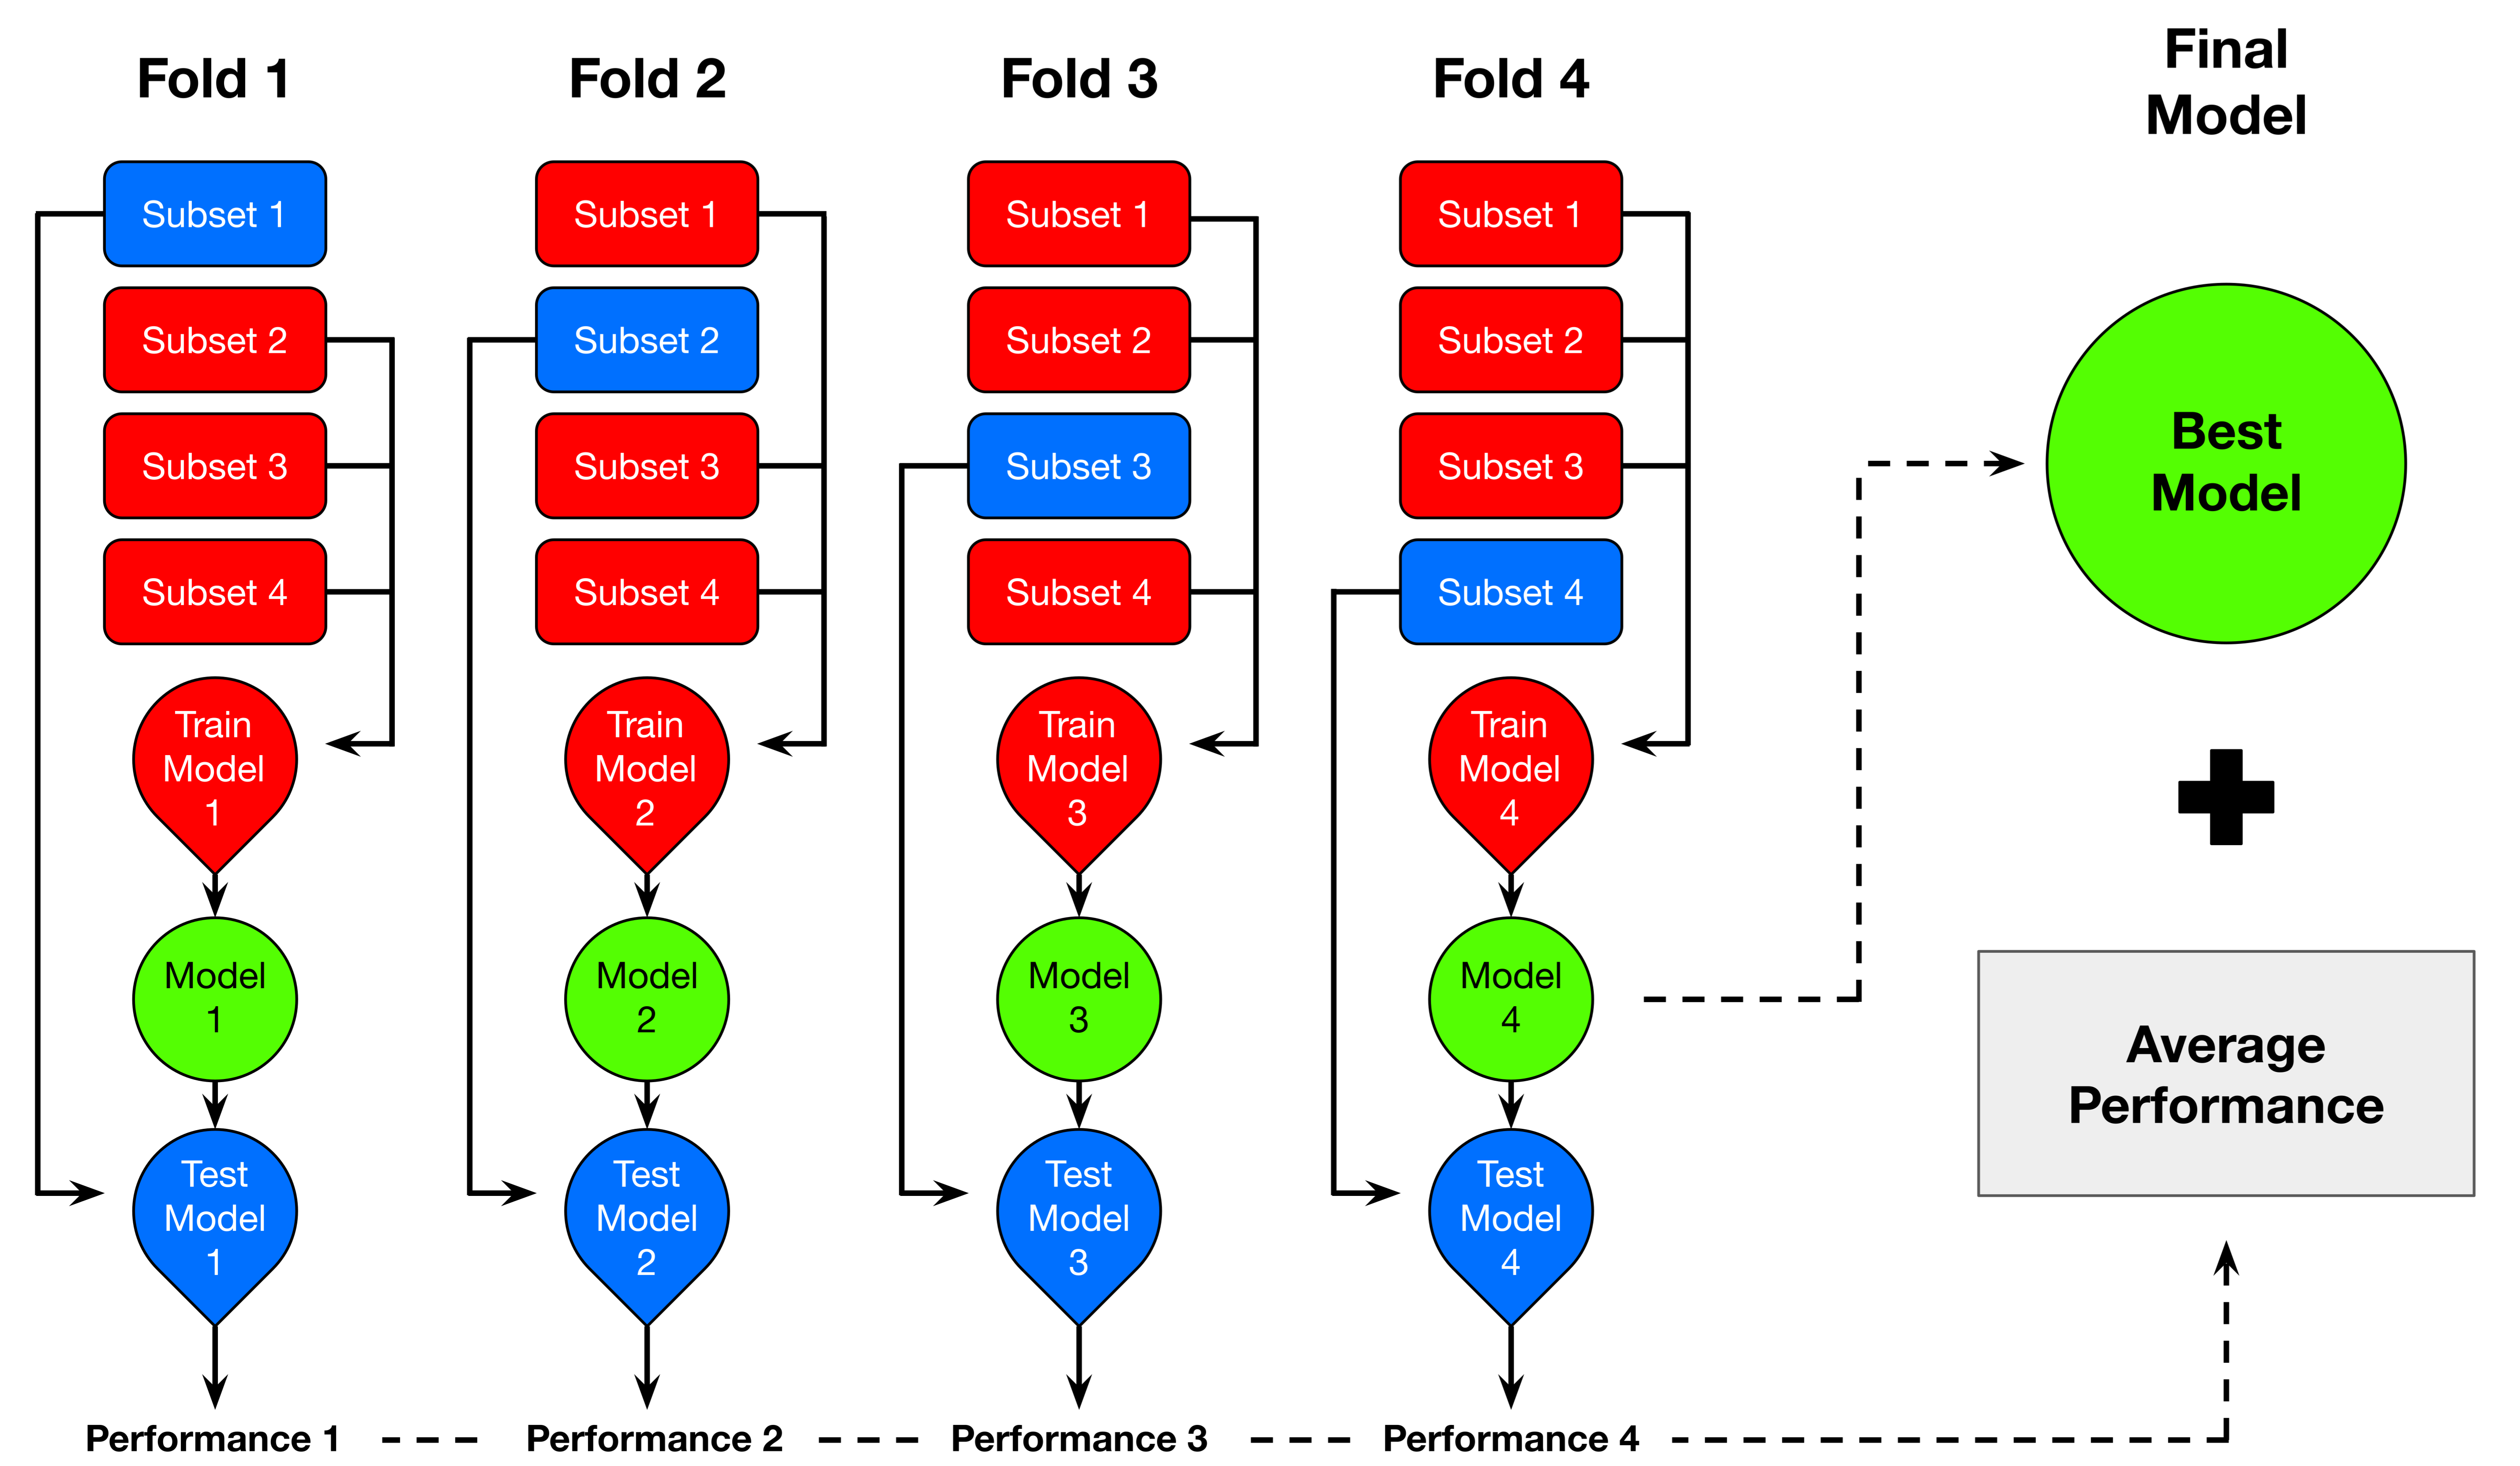 Fold 1
Subset 1
Subset 2
Subset 3
Subset 4
Train
Model
1
Model
1
Test
Model
1
Performance 1
Fold 2
Subset 1
Subset 2
Subset 3
Subset 4
Train
Model
2
Model
2
Test
Model
2
Performance 2
Fold 3
Subset 1
Subset 2
Subset 3
Subset 4
Train
Model
3
Model
3
Test
Model
3
Performance 3
Fold 4
Subset 1
Subset 2
Subset 3
Subset 4
Train
Model
4
Model
4
Test
Model
4
Performance 4
Final
Model
Best
Model
Average
Performance